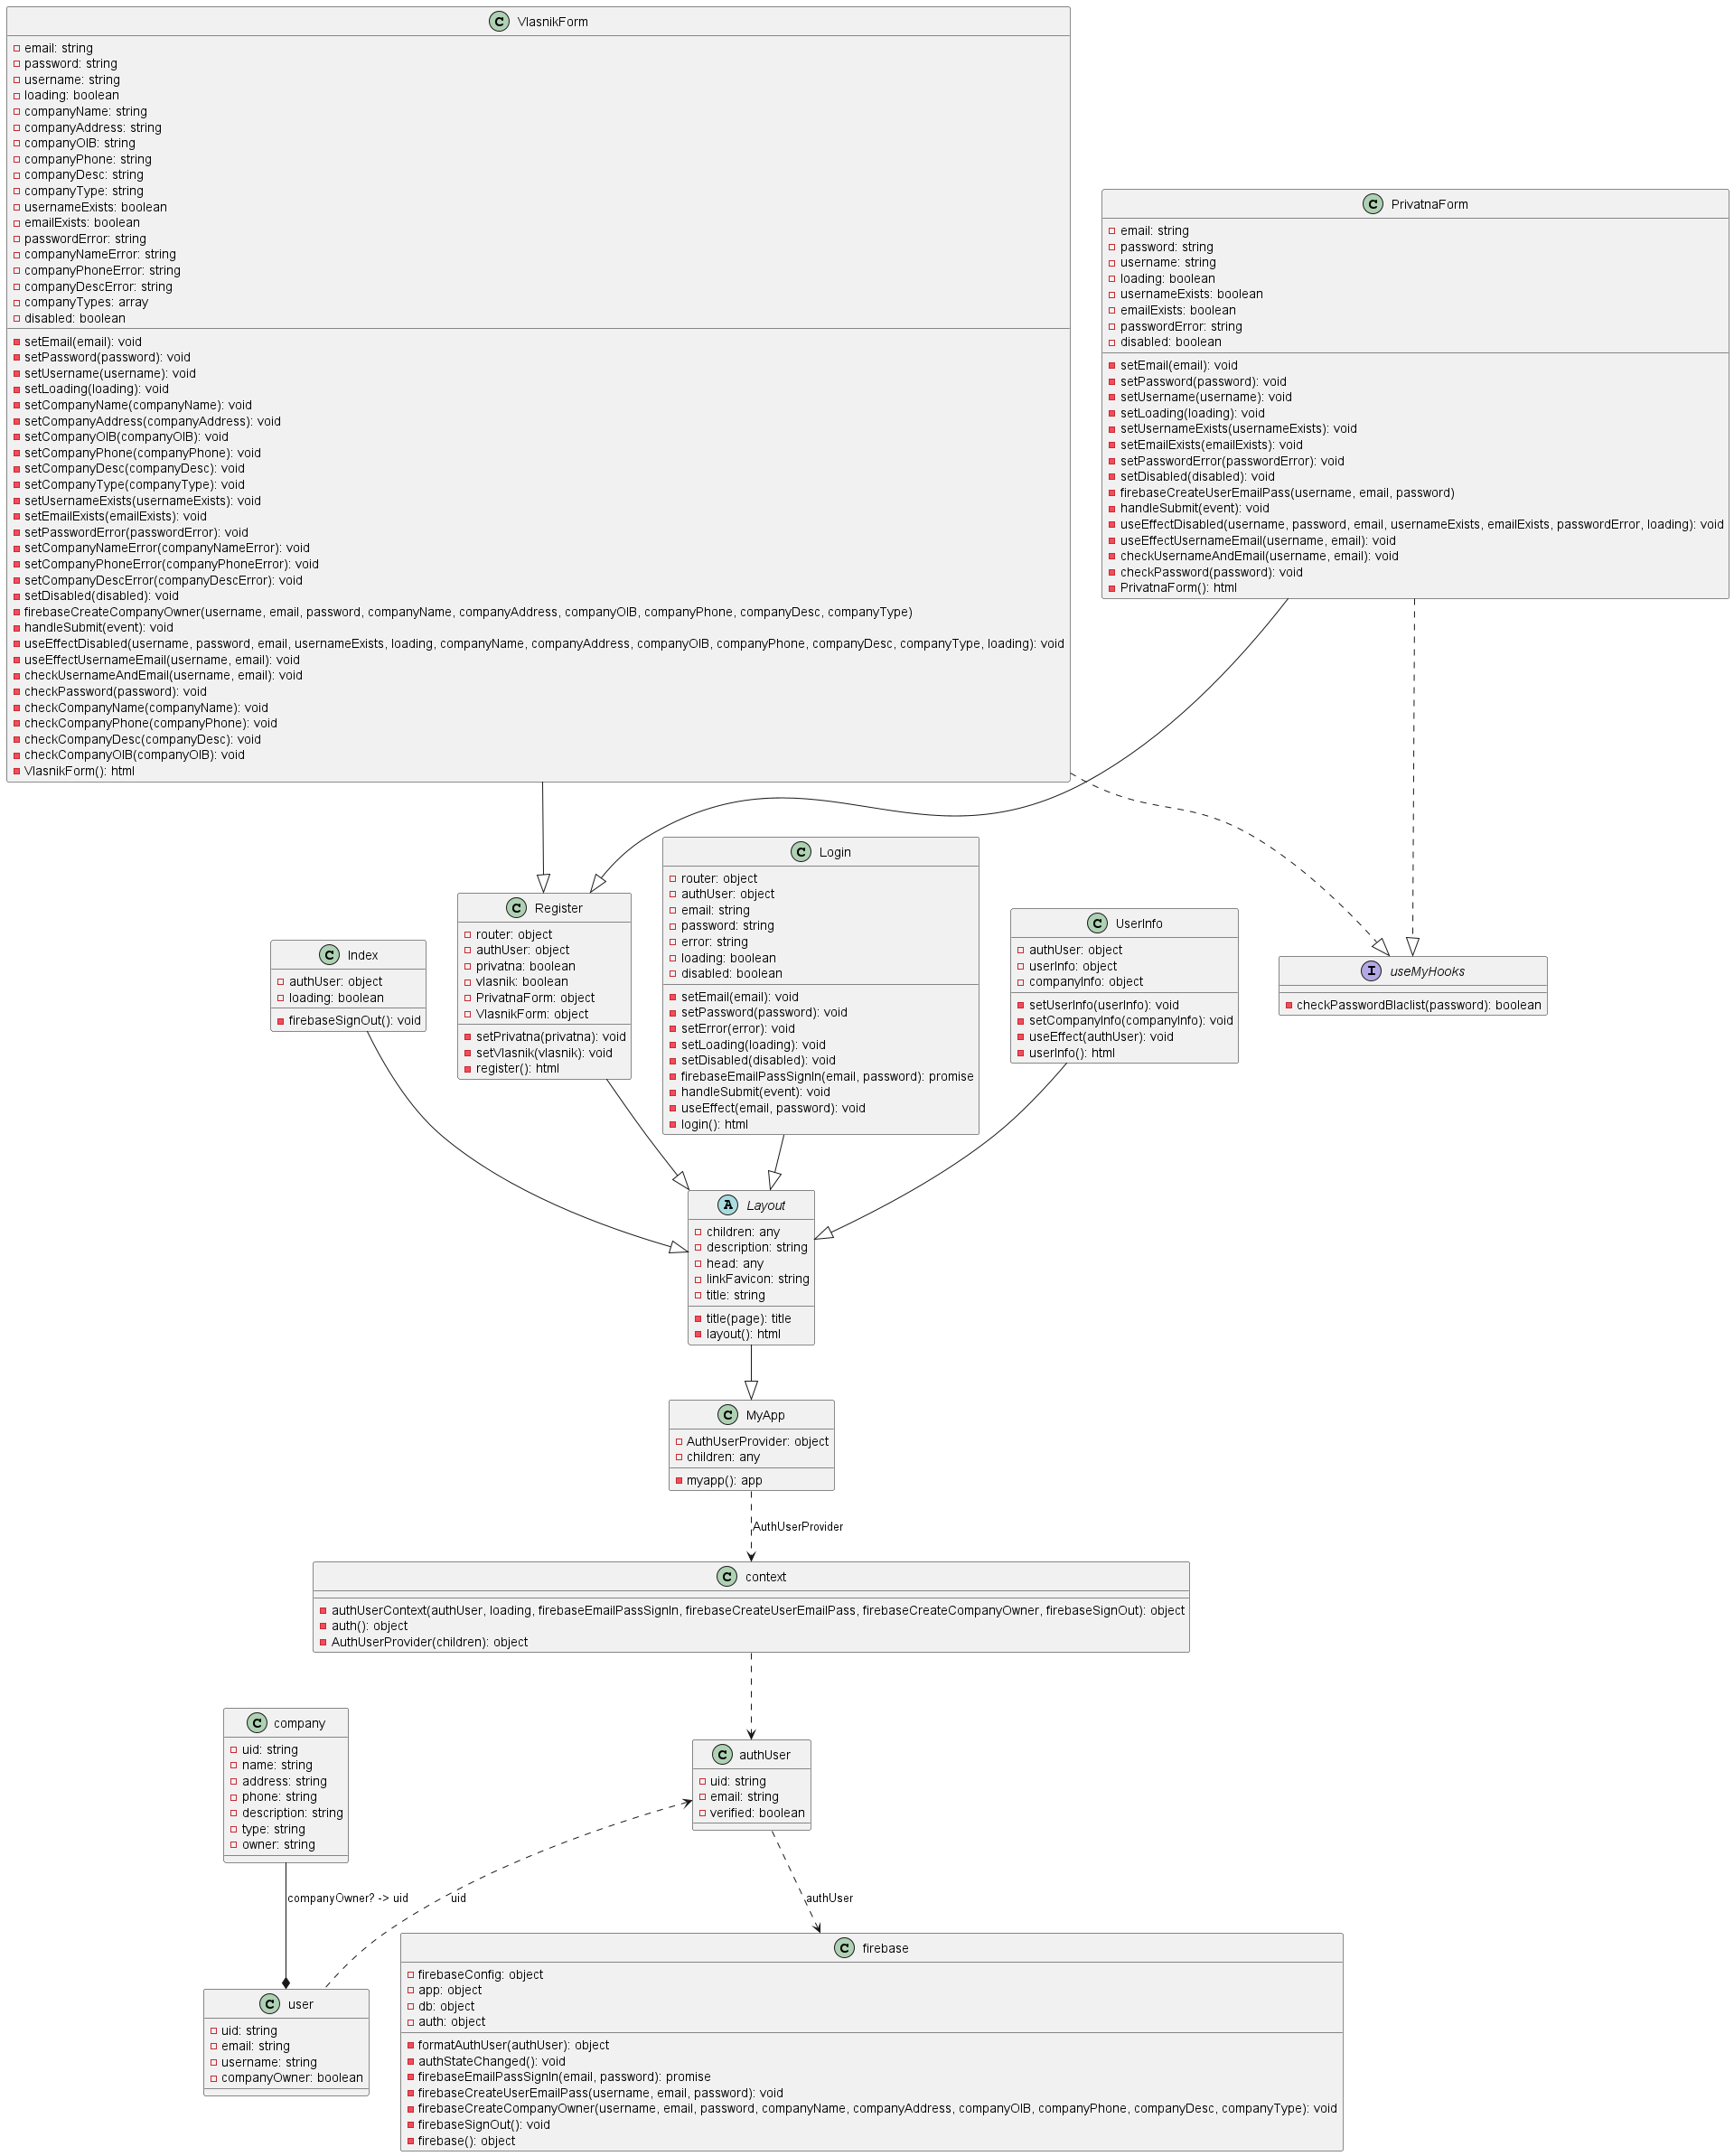 C VlasnikForm
email: string
password: string
username: string
loading: boolean
companyName: string
companyAddress: string
companyOIB: string
companyPhone: string
companyDesc: string
companyType: string
usernameExists: boolean
emailExists: boolean
passwordError: string
companyNameError: string
companyPhoneError: string
companyDescError: string
companyTypes: array
disabled: boolean
setEmail(email): void
setPassword(password): void
setUsername(username): void
setLoading(loading): void
setCompanyName(companyName): void
setCompanyAddress(companyAddress): void
setCompanyOIB(companyOIB): void
setCompanyPhone(companyPhone): void
setCompanyDesc(companyDesc): void
setCompanyType(companyType): void
setUsernameExists(usernameExists): void
setEmailExists(emailExists): void
setPasswordError(passwordError): void
setCompanyNameError(companyNameError): void
setCompanyPhoneError(companyPhoneError): void
setCompanyDescError(companyDescError): void
setDisabled(disabled): void
firebaseCreateCompanyOwner(username, email, password, companyName, companyAddress, companyOIB, companyPhone, companyDesc, companyType)
handleSubmit(event): void
useEffectDisabled(username, password, email, usernameExists, loading, companyName, companyAddress, companyOIB, companyPhone, companyDesc, companyType, loading): void
useEffectUsernameEmail(username, email): void
checkUsernameAndEmail(username, email): void
checkPassword(password): void
checkCompanyName(companyName): void
checkCompanyPhone(companyPhone): void
checkCompanyDesc(companyDesc): void
checkCompanyOIB(companyOIB): void
VlasnikForm(): html
C PrivatnaForm
email: string
password: string
username: string
loading: boolean
usernameExists: boolean
emailExists: boolean
passwordError: string
disabled: boolean
setEmail(email): void
setPassword(password): void
setUsername(username): void
setLoading(loading): void
setUsernameExists(usernameExists): void
setEmailExists(emailExists): void
setPasswordError(passwordError): void
setDisabled(disabled): void
firebaseCreateUserEmailPass(username, email, password)
handleSubmit(event): void
useEffectDisabled(username, password, email, usernameExists, emailExists, passwordError, loading): void
useEffectUsernameEmail(username, email): void
checkUsernameAndEmail(username, email): void
checkPassword(password): void
PrivatnaForm(): html
C Index
authUser: object
loading: boolean
firebaseSignOut(): void
C Register
router: object
authUser: object
privatna: boolean
vlasnik: boolean
PrivatnaForm: object
VlasnikForm: object
setPrivatna(privatna): void
setVlasnik(vlasnik): void
register(): html
C Login
router: object
authUser: object
email: string
password: string
error: string
loading: boolean
disabled: boolean
setEmail(email): void
setPassword(password): void
setError(error): void
setLoading(loading): void
setDisabled(disabled): void
firebaseEmailPassSignIn(email, password): promise
handleSubmit(event): void
useEffect(email, password): void
login(): html
C UserInfo
authUser: object
userInfo: object
companyInfo: object
setUserInfo(userInfo): void
setCompanyInfo(companyInfo): void
useEffect(authUser): void
userInfo(): html
I useMyHooks
checkPasswordBlaclist(password): boolean
A Layout
children: any
description: string
head: any
linkFavicon: string
title: string
title(page): title
layout(): html
C MyApp
AuthUserProvider: object
children: any
myapp(): app
AuthUserProvider
C context
authUserContext(authUser, loading, firebaseEmailPassSignIn, firebaseCreateUserEmailPass, firebaseCreateCompanyOwner, firebaseSignOut): object
auth(): object
AuthUserProvider(children): object
C company
uid: string
name: string
address: string
phone: string
description: string
type: string
owner: string
C authUser
uid: string
email: string
verified: boolean
companyOwner? -> uid
uid
authUser
C user
uid: string
email: string
username: string
companyOwner: boolean
C firebase
firebaseConfig: object
app: object
db: object
auth: object
formatAuthUser(authUser): object
authStateChanged(): void
firebaseEmailPassSignIn(email, password): promise
firebaseCreateUserEmailPass(username, email, password): void
firebaseCreateCompanyOwner(username, email, password, companyName, companyAddress, companyOIB, companyPhone, companyDesc, companyType): void
firebaseSignOut(): void
firebase(): object